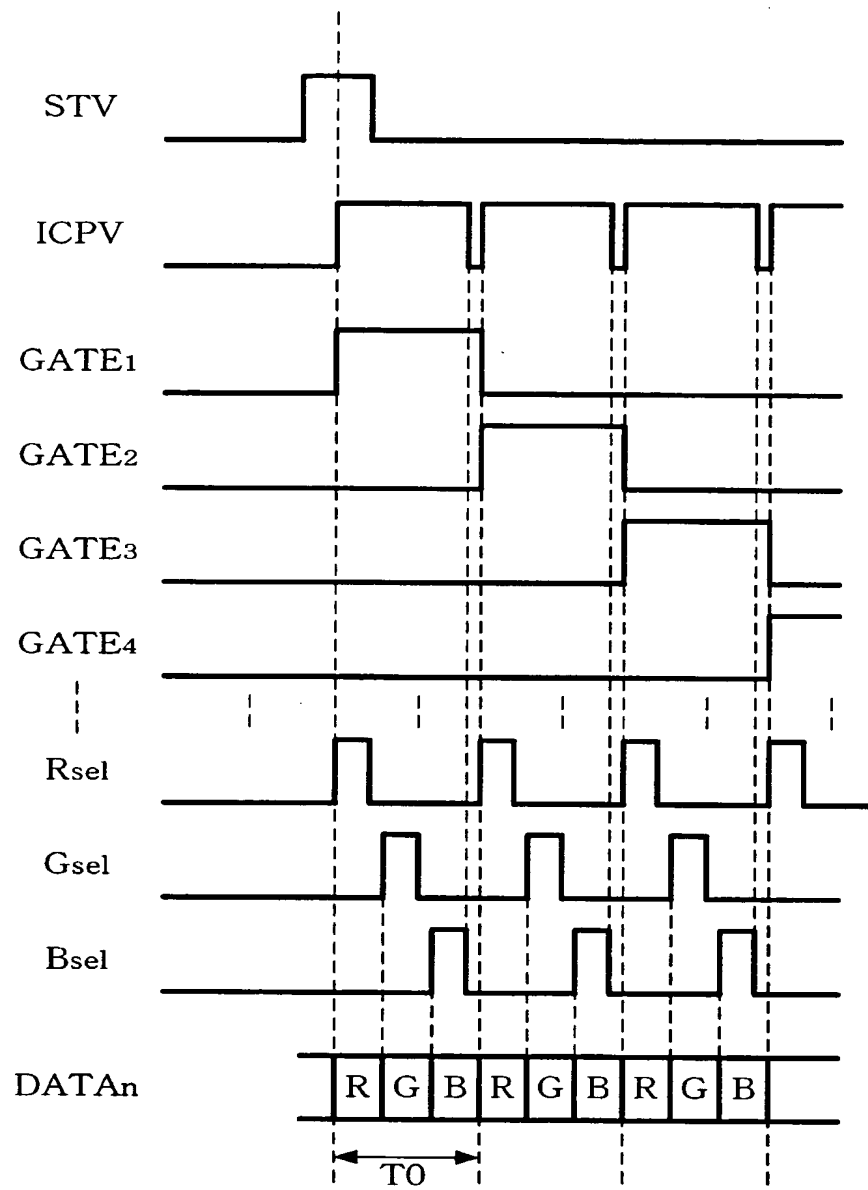 STV
ICPV
GATE1
GATE2
GATE3
GATE4
Rsel
Gsel
Bsel
DATAn R G B R G B R G B
T0